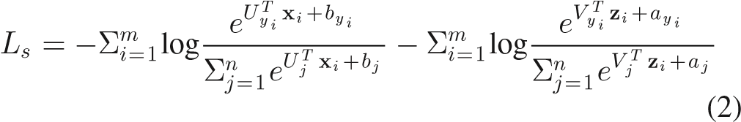 L_s = -\Sigma_{i=1}^{m} \log \frac{e^{U_{y_i}^T \mathbf{x}_i + b_{y_i}}}{\Sigma_{j=1}^{n} e^{U_j^T \mathbf{x}_i + b_j}} - \Sigma_{i=1}^{m} \log \frac{e^{V_{y_i}^T \mathbf{z}_i + a_{y_i}}}{\Sigma_{j=1}^{n} e^{V_j^T \mathbf{z}_i + a_j}}
(2)